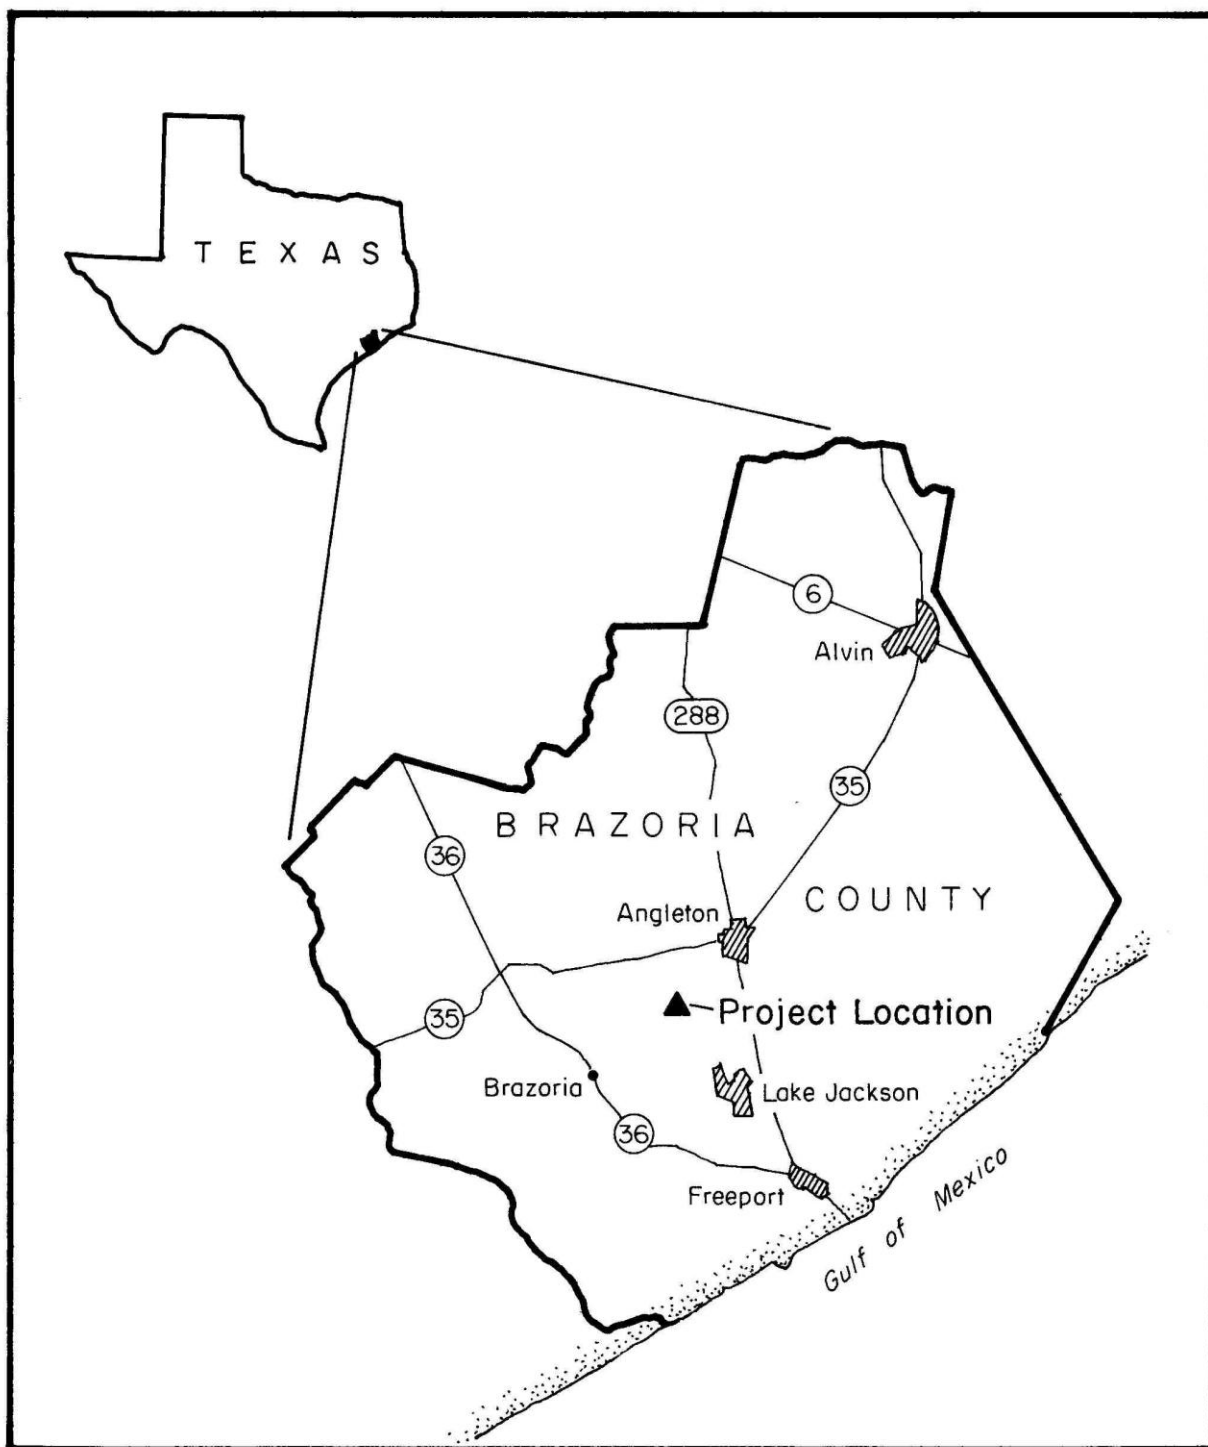 TEXAS
6
Alvin
288
35
BRAZORIA
36
COUNTY
Angleton
Project Location
35
Brazoria
Lake Jackson
36
Freeport
Gulf of Mexico